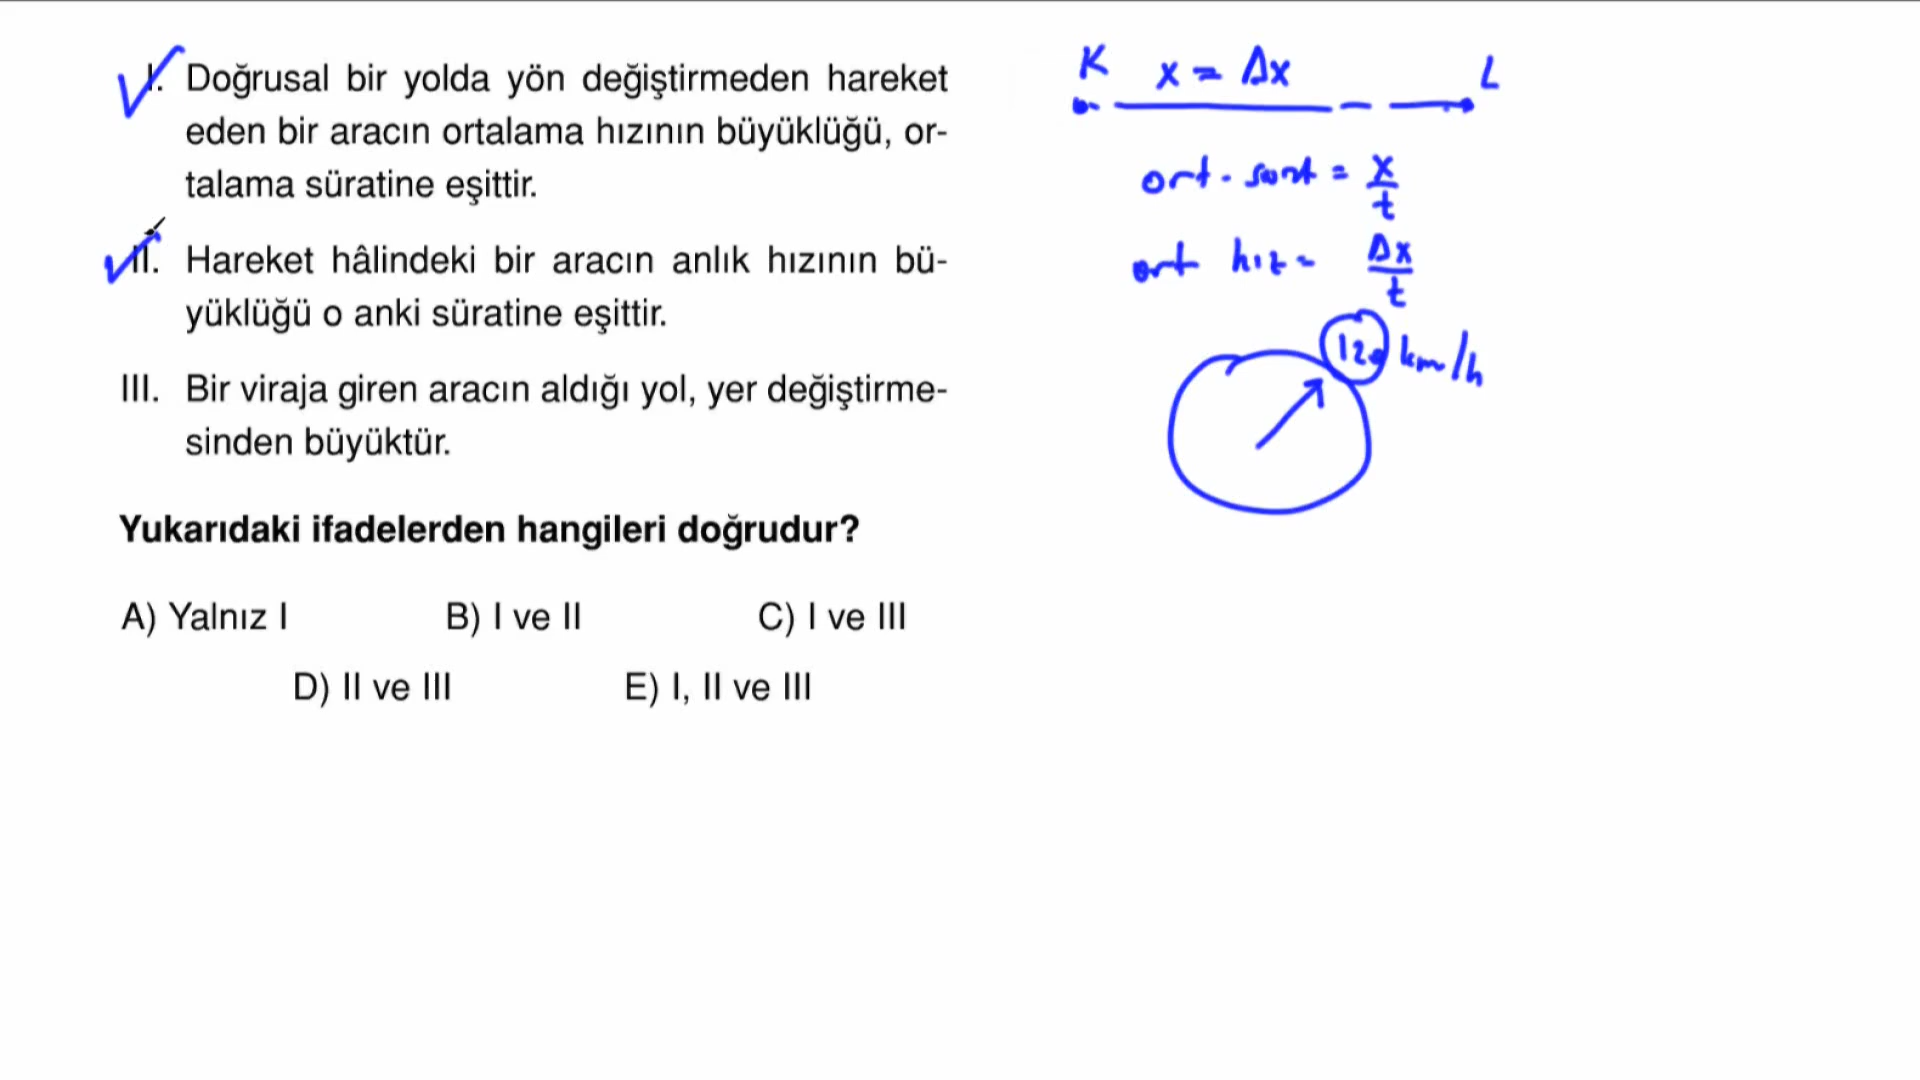 I. Doğrusal bir yolda yön değiştirmeden hareket
eden bir aracın ortalama hızının büyüklüğü, or-
talama süratine eşittir.
II. Hareket hâlindeki bir aracın anlık hızının bü-
yüklüğü o anki süratine eşittir.
III. Bir viraja giren aracın aldığı yol, yer değiştirme-
sinden büyüktür.
Yukarıdaki ifadelerden hangileri doğrudur?
A) Yalnız I B) I ve II C) I ve III
D) II ve III E) I, II ve III
K x = Δx L
ort. sürat = x/t
ort hız = Δx/t
120 km/h